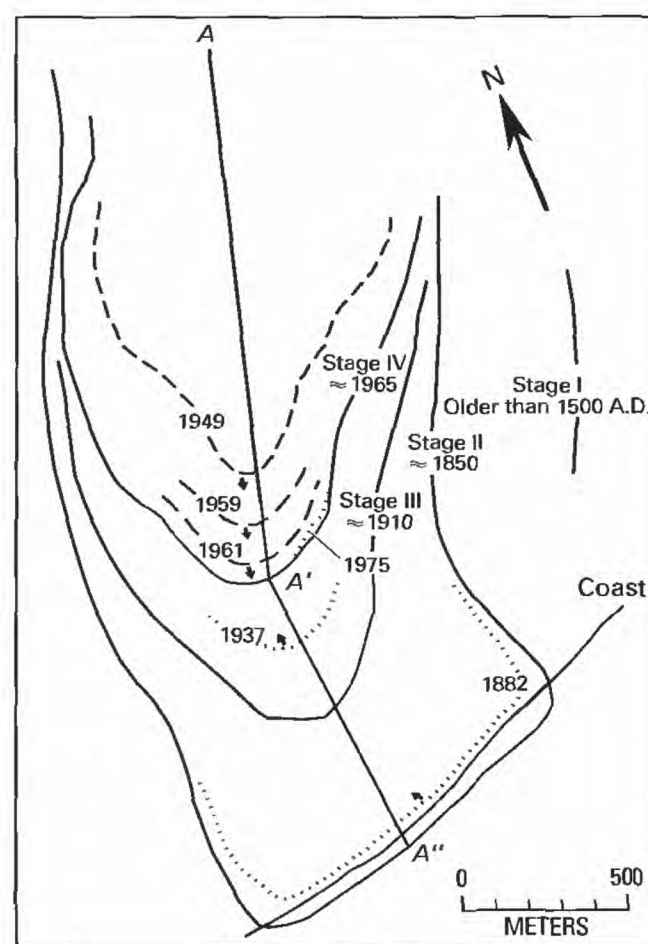 A
N
Stage IV
≈ 1965
Stage I
Older than 1500 A.D.
1949
Stage II
≈ 1850
1959
Stage III
≈ 1910
1961
1975
A'
Coast
1937
1882
A"
0 500
METERS